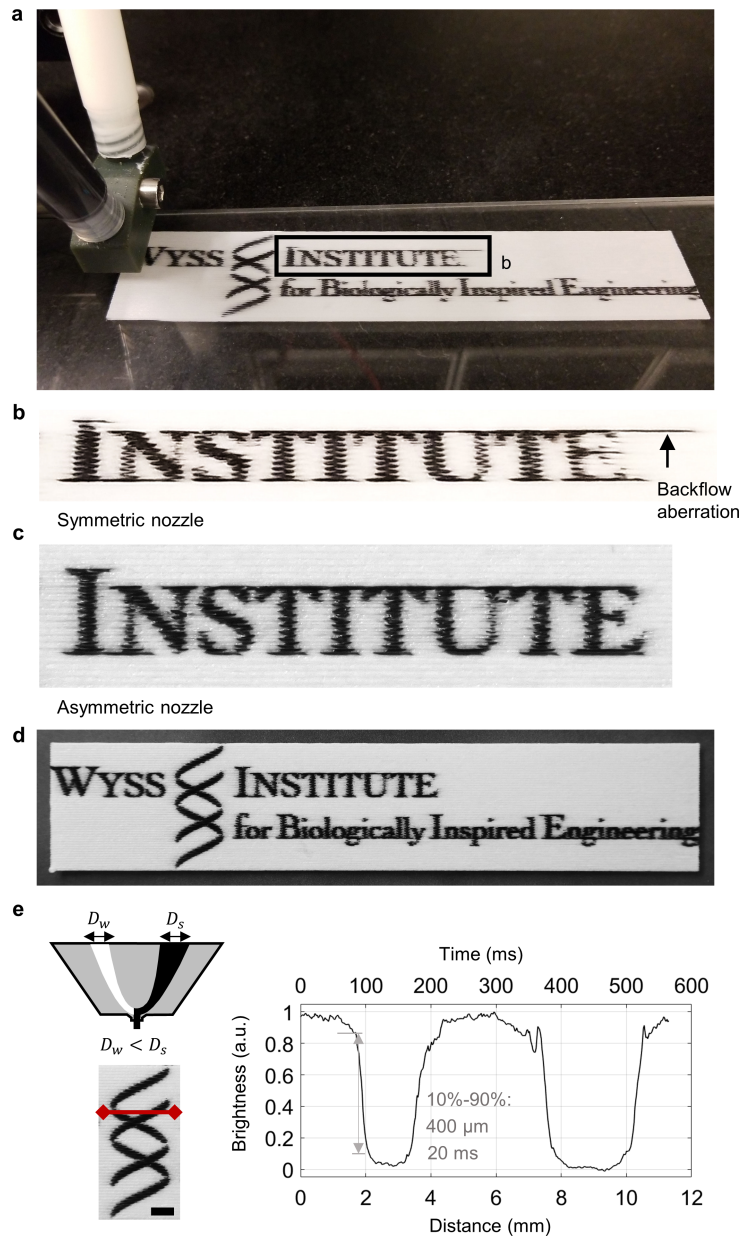 a
WYSS INSTITUTE
b
for Biologically Inspired Engineering
b
INSTITUTE
Backflow
aberration
Symmetric nozzle
c
INSTITUTE
Asymmetric nozzle
d
WYSS INSTITUTE
for Biologically Inspired Engineering
e
D_w D_s
D_w < D_s
Time (ms)
0 100 200 300 400 500 600
Brightness (a.u.)
1
0.8
0.6
0.4
0.2
0
10%-90%:
400 µm
20 ms
0 2 4 6 8 10 12
Distance (mm)